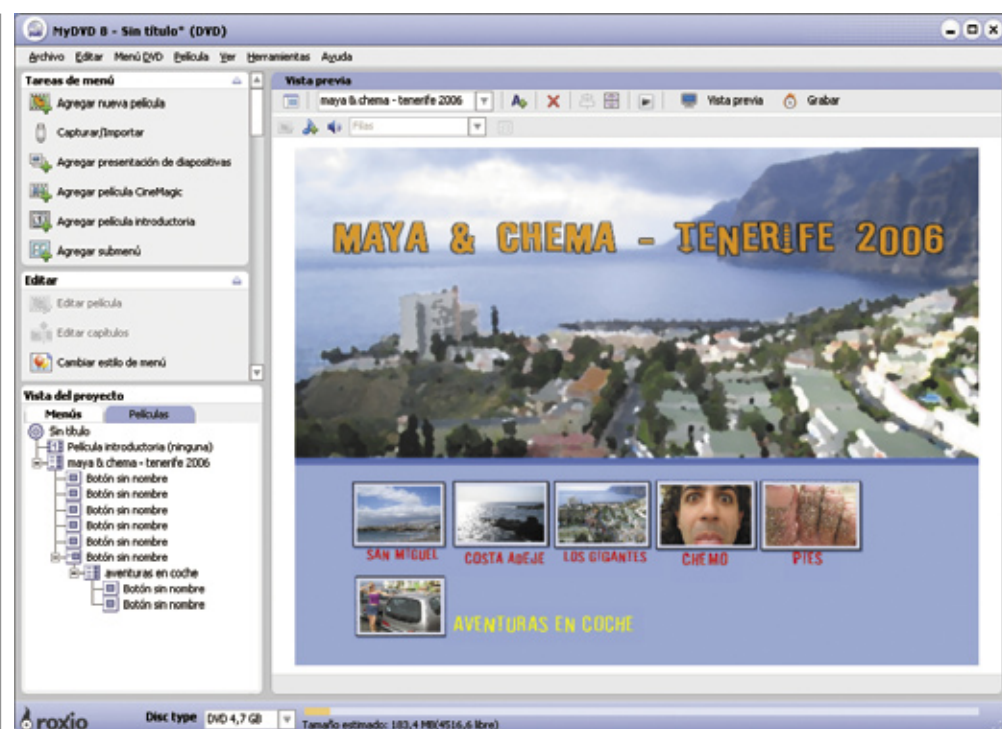 MyDVD 8 - Sin título* (DVD)
Archivo Editar Menú DVD Película Ver Herramientas Ayuda
Tareas de menú
Agregar nueva película
Capturar/Importar
Agregar presentación de diapositivas
Agregar película CineMagic
Agregar película introductoria
Agregar submenú
Editar
Editar película
Editar capítulos
Cambiar estilo de menú
Vista del proyecto
Menús Películas
Sin título
Película introductoria (ninguna)
maya & chema - tenerife 2006
Botón sin nombre
Botón sin nombre
Botón sin nombre
Botón sin nombre
Botón sin nombre
Botón sin nombre
aventuras en coche
Botón sin nombre
Botón sin nombre
Vista previa
maya & chema - tenerife 2006 Vista previa Grabar
Pilas
MAYA & CHEMA - TENERIFE 2006
SAN MIGUEL COSTA ADEJE LOS GIGANTES CHEMO PIES
AVENTURAS EN COCHE
roxio Disc type DVD 4,7 GB Tamaño estimado: 183,4 MB(4516,6 libre)